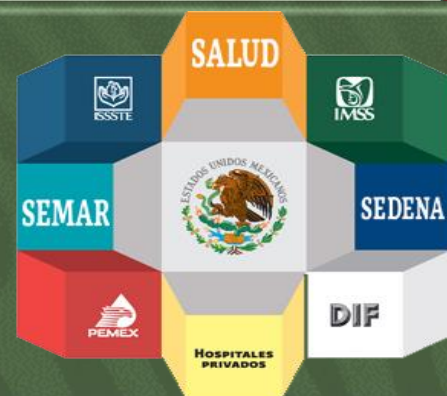 SALUD
ISSSTE
IMSS
ESTADOS UNIDOS MEXICANOS
SEMAR
SEDENA
PEMEX
DIF
HOSPITALES
PRIVADOS